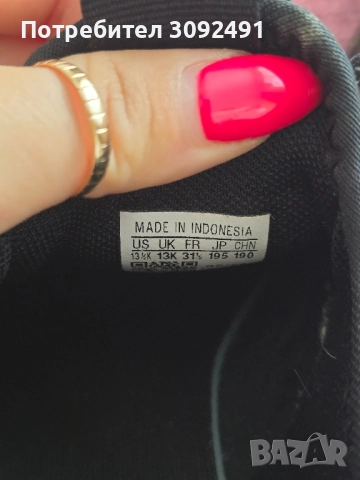 Потребител 3092491
MADE IN INDONESIA
US UK FR JP CHN
13½K 13K 31½ 195 190
BAZAR